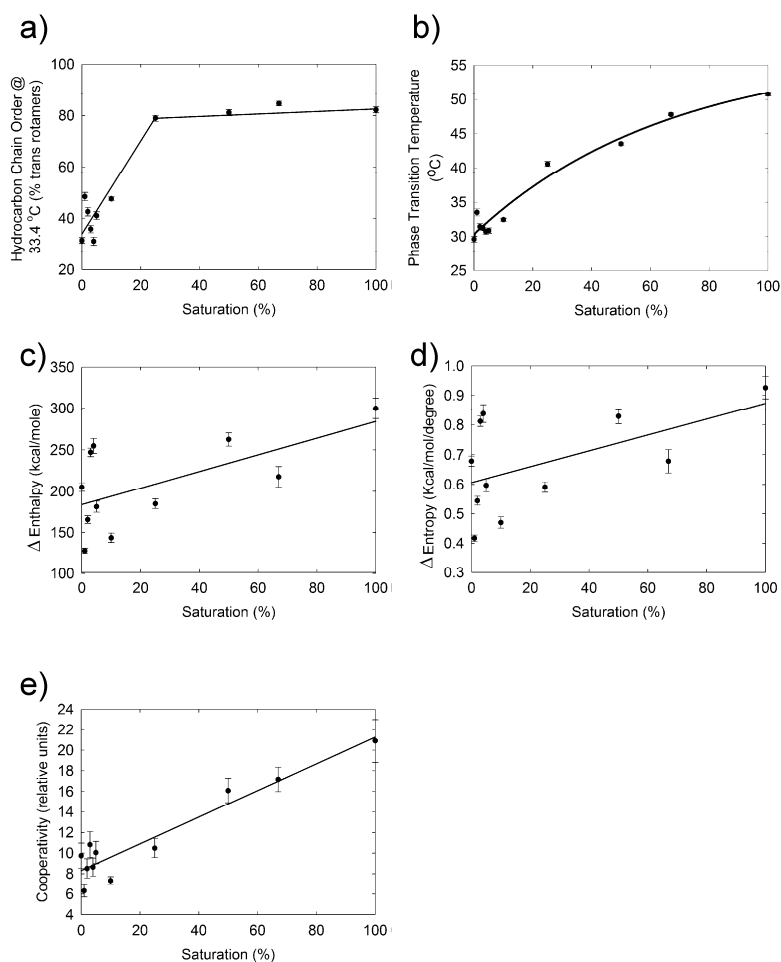 a)
Hydrocarbon Chain Order @
33.4 °C (% trans rotamers)
100
80
60
40
20
0 20 40 60 80 100
Saturation (%)
b)
Phase Transition Temperature
(°C)
55
50
45
40
35
30
25
0 20 40 60 80 100
Saturation (%)
c)
Δ Enthalpy (kcal/mole)
350
300
250
200
150
100
0 20 40 60 80 100
Saturation (%)
d)
Δ Entropy (Kcal/mol/degree)
1.0
0.9
0.8
0.7
0.6
0.5
0.4
0.3
0 20 40 60 80 100
Saturation (%)
e)
Cooperativity (relative units)
24
22
20
18
16
14
12
10
8
6
4
0 20 40 60 80 100
Saturation (%)